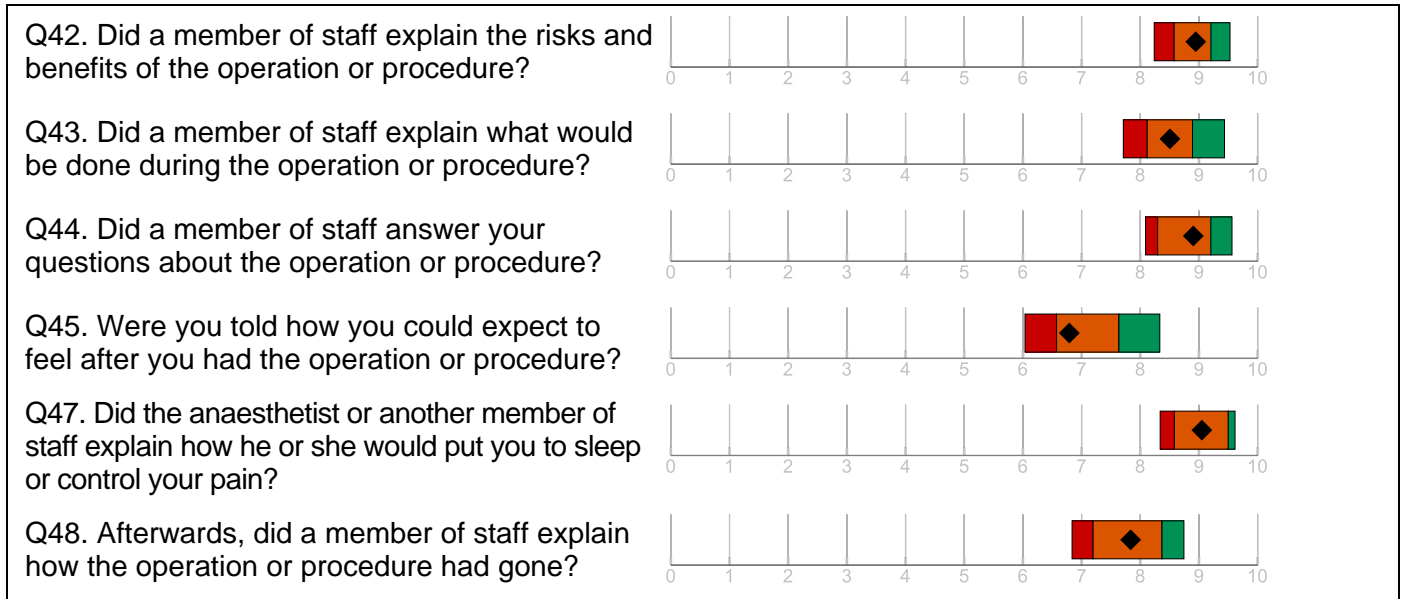 Q42. Did a member of staff explain the risks and
benefits of the operation or procedure?
0 1 2 3 4 5 6 7 8 9 10
Q43. Did a member of staff explain what would
be done during the operation or procedure?
0 1 2 3 4 5 6 7 8 9 10
Q44. Did a member of staff answer your
questions about the operation or procedure?
0 1 2 3 4 5 6 7 8 9 10
Q45. Were you told how you could expect to
feel after you had the operation or procedure?
0 1 2 3 4 5 6 7 8 9 10
Q47. Did the anaesthetist or another member of
staff explain how he or she would put you to sleep
or control your pain?
0 1 2 3 4 5 6 7 8 9 10
Q48. Afterwards, did a member of staff explain
how the operation or procedure had gone?
0 1 2 3 4 5 6 7 8 9 10